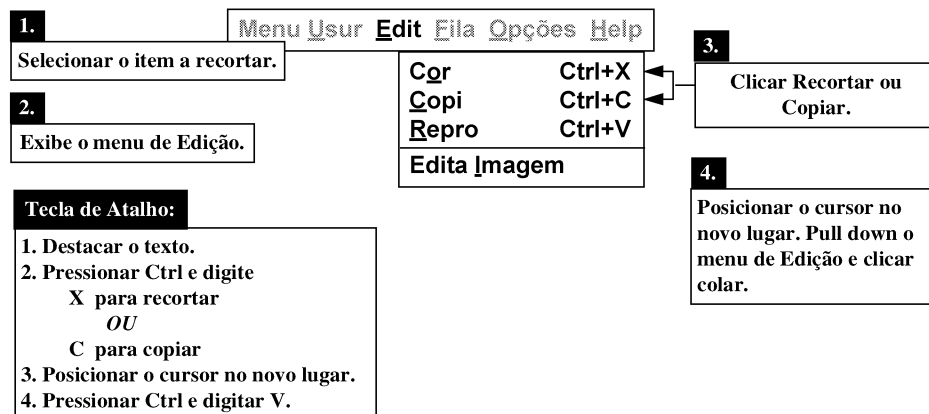 1.
Selecionar o item a recortar.
2.
Exibe o menu de Edição.
Menu Usur Edit Fila Opções Help
Cor Ctrl+X
Copi Ctrl+C
Repro Ctrl+V
Edita Imagem
3.
Clicar Recortar ou
Copiar.
4.
Posicionar o cursor no
novo lugar. Pull down o
menu de Edição e clicar
colar.
Tecla de Atalho:
1. Destacar o texto.
2. Pressionar Ctrl e digite
X para recortar
OU
C para copiar
3. Posicionar o cursor no novo lugar.
4. Pressionar Ctrl e digitar V.